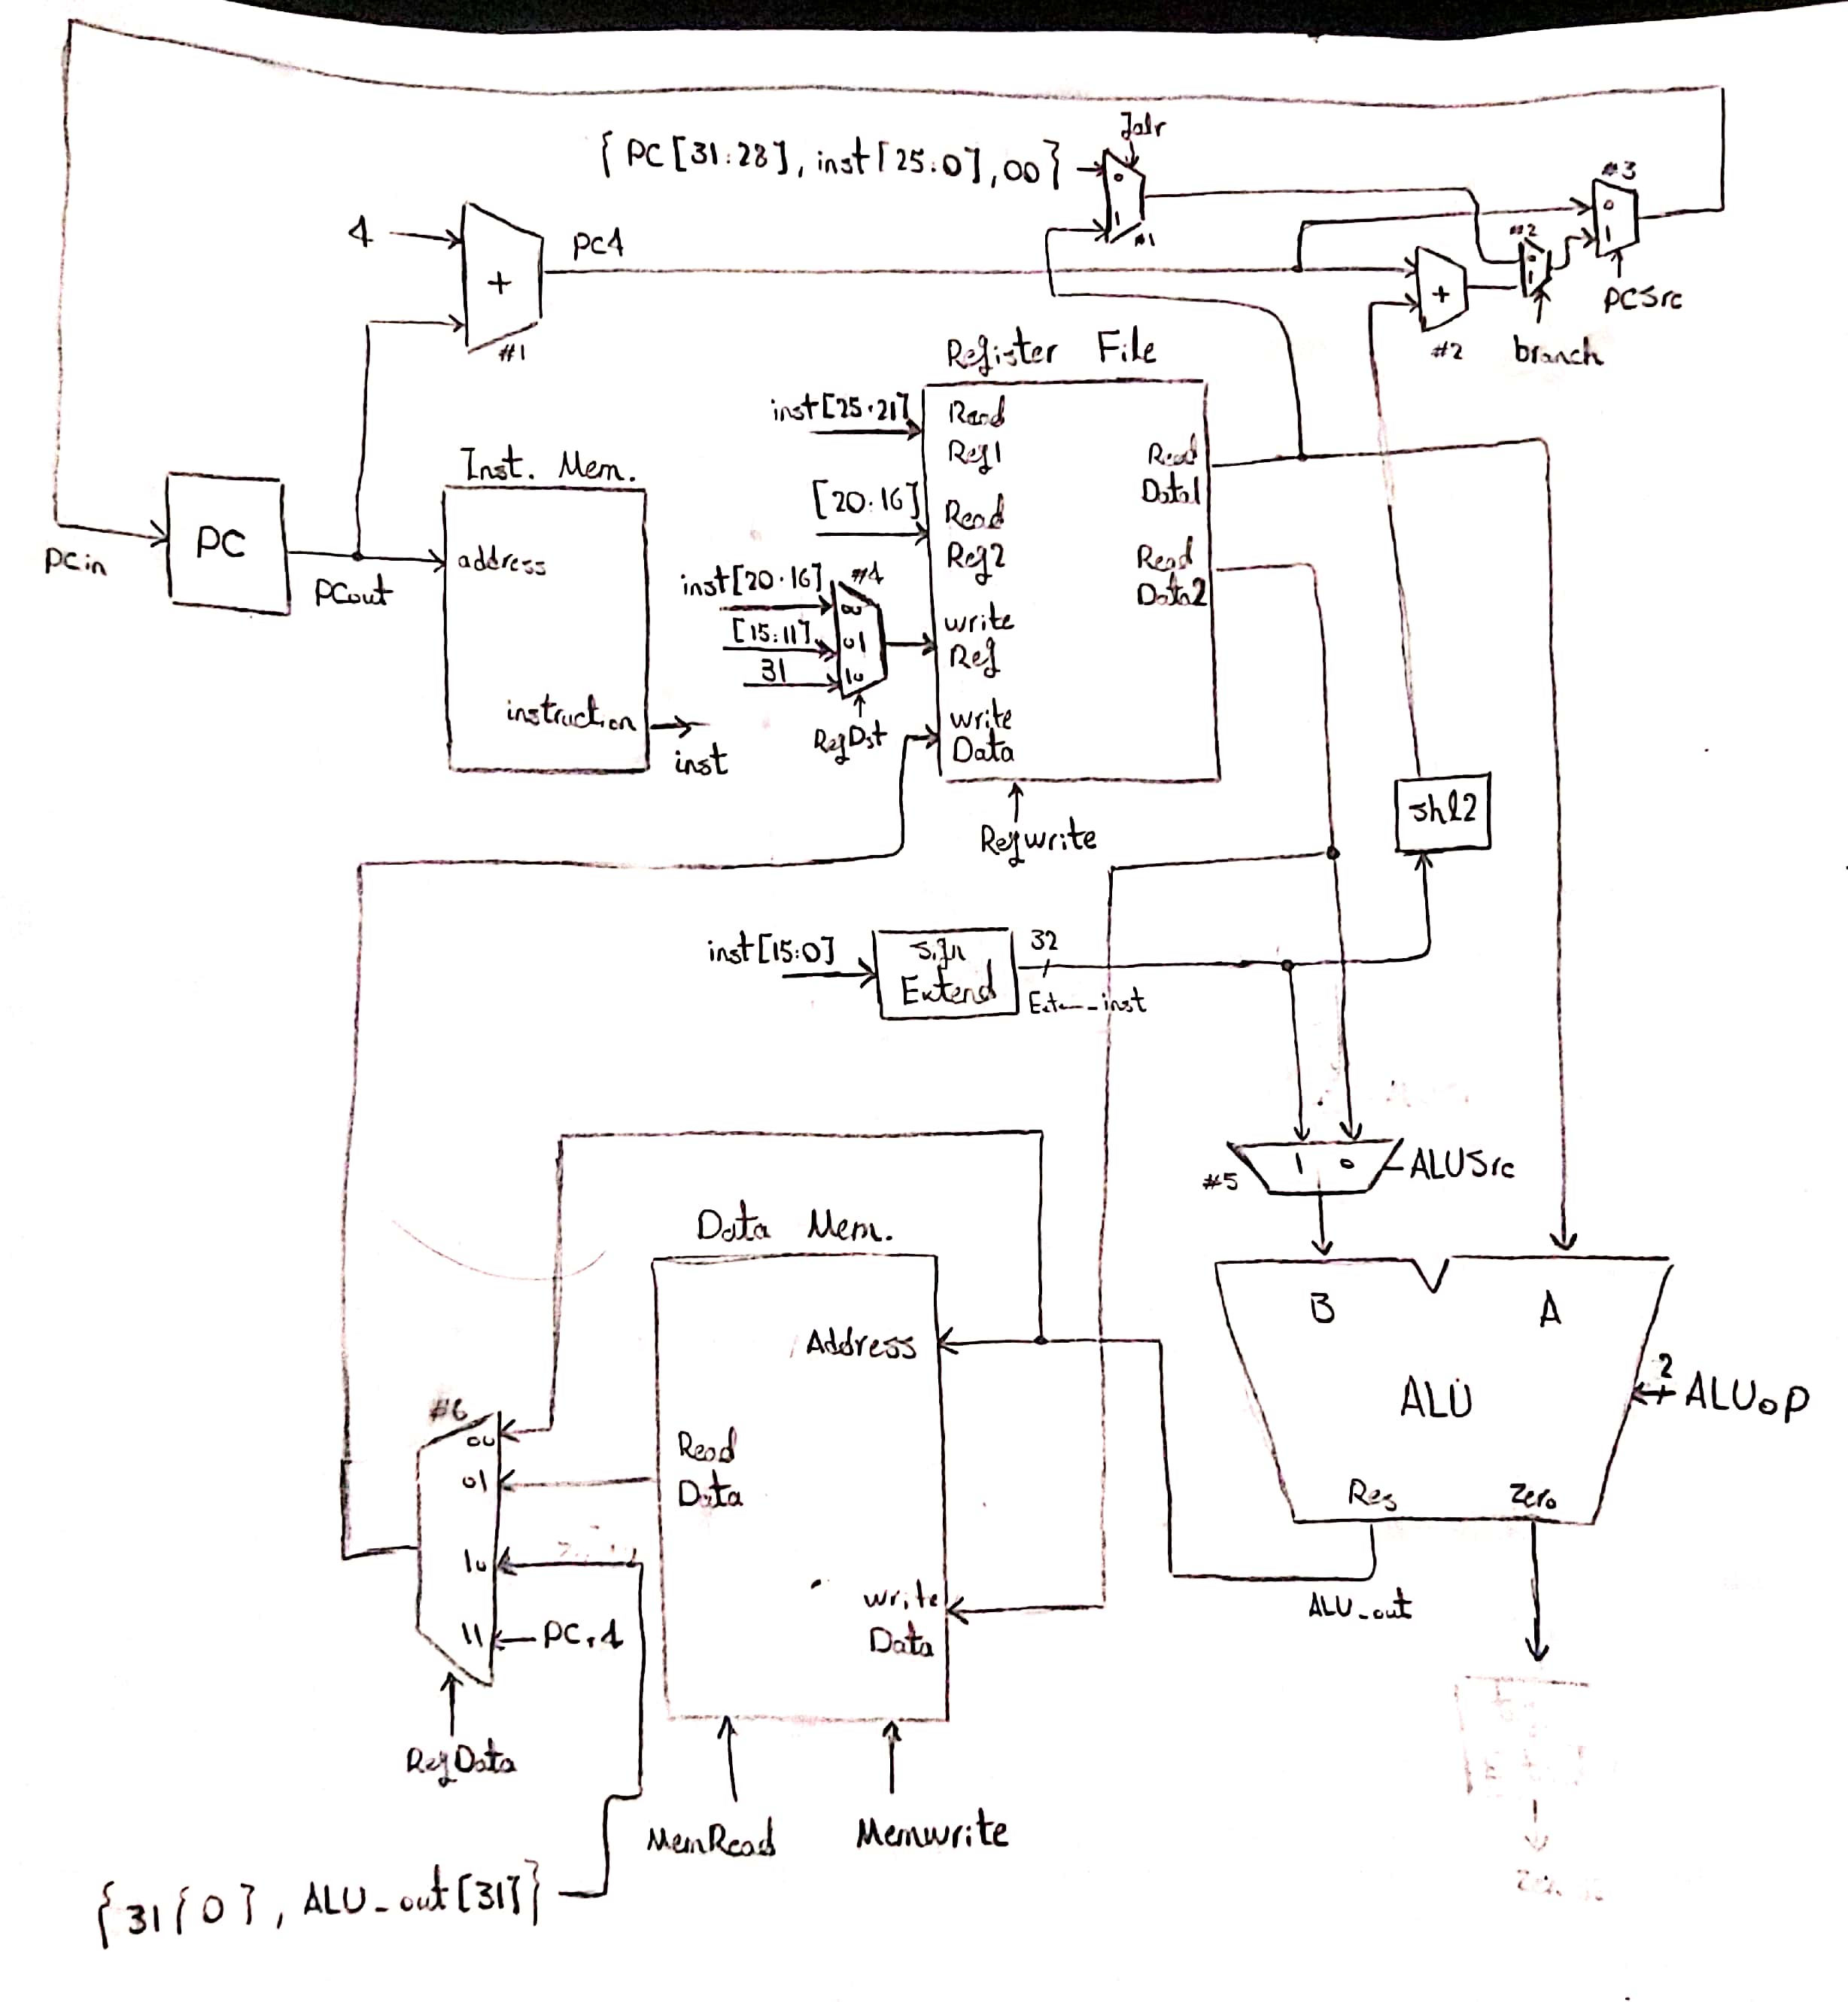 Jalr
{ PC[31:28], inst[25:0], 00 }
0
1
#1
#3
0
1
PCSrc
#2
0
1
branch
4
+
#1
PC4
+
#2
Register File
inst[25:21]
Read
Reg1
[20:16]
Read
Reg2
inst[20:16]
[15:11]
31
#4
00
01
10
RegDst
write
Reg
write
Data
Read
Data1
Read
Data2
Regwrite
Inst. Mem.
address
instruction
inst
PC
PCin
PCout
shl2
inst[15:0]
Sign
Extend
32
#5
1 0
ALUSrc
Data Mem.
Address
Read
Data
write
Data
MemRead
Memwrite
B
A
ALU
2
ALUop
Res
Zero
ALU_out
#6
00
01
10
11
PC+4
RegData
{31{0}, ALU_out[31]}